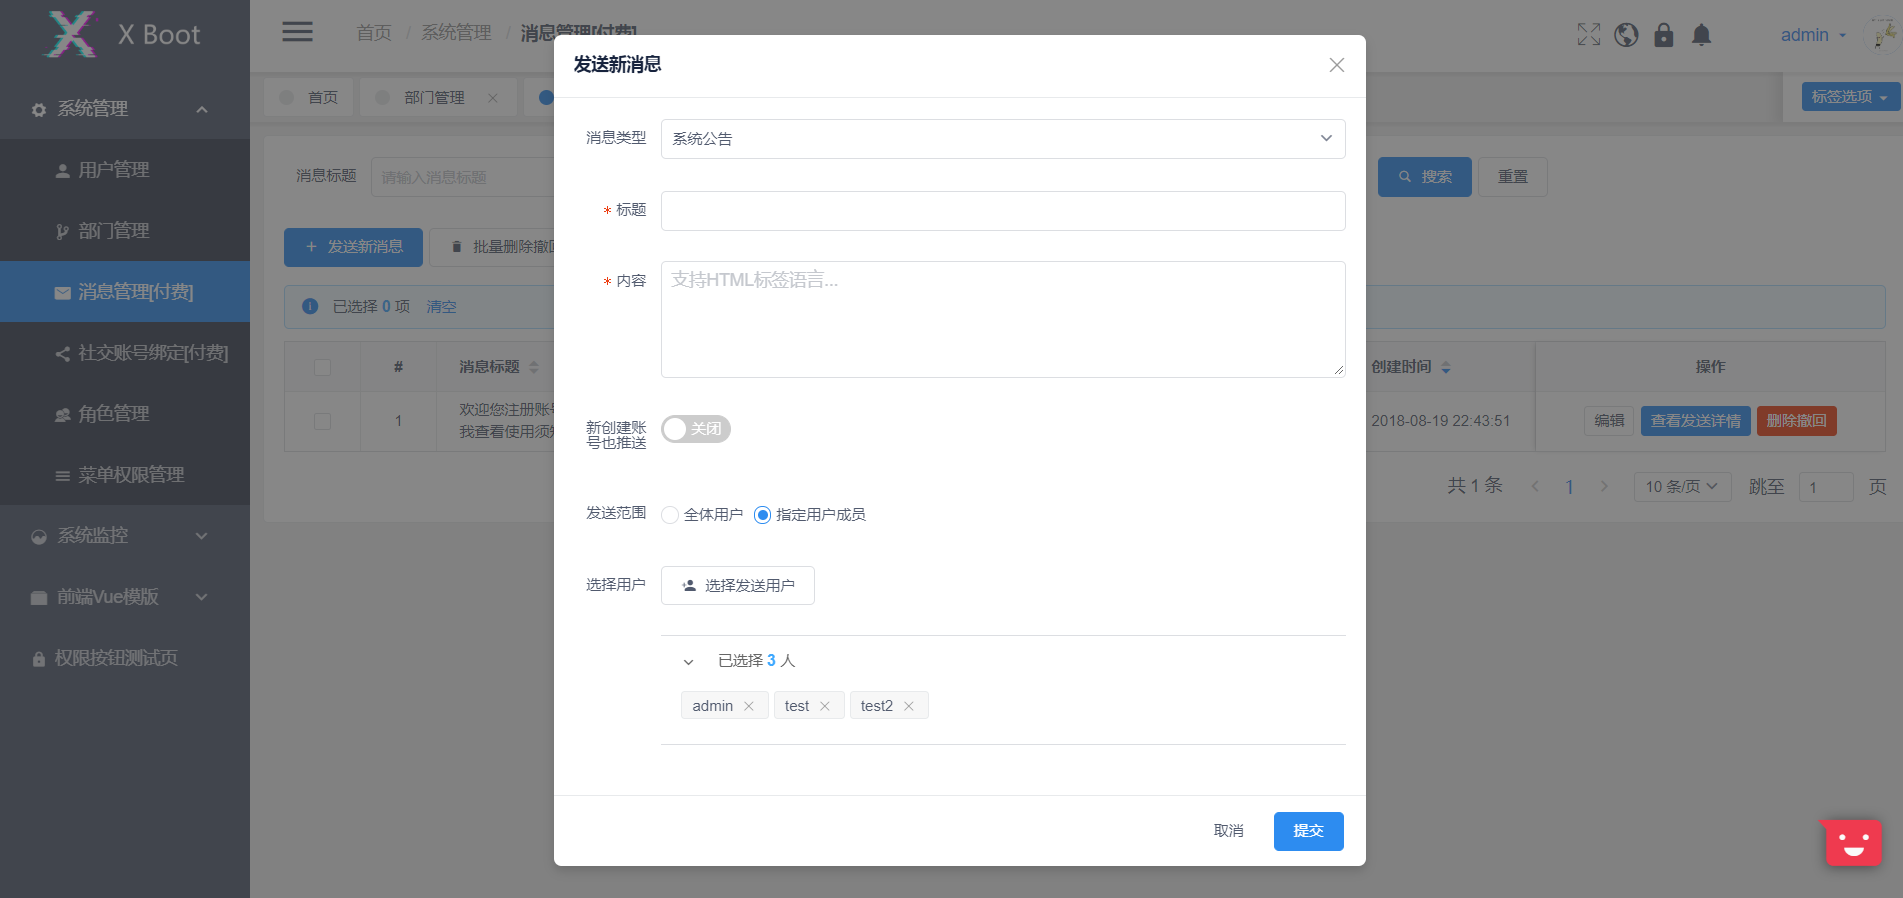 X Boot
首页 / 系统管理 / 消息管理[付费]
admin
系统管理
用户管理
部门管理
消息管理[付费]
社交账号绑定[付费]
角色管理
菜单权限管理
系统监控
前端Vue模版
权限按钮测试页
首页
部门管理
标签选项
消息标题
请输入消息标题
搜索
重置
发送新消息
批量删除撤回
已选择 0 项 清空
# 消息标题 创建时间 操作
1
欢迎您注册账号
我查看使用须知
2018-08-19 22:43:51
编辑 查看发送详情 删除撤回
共 1 条 1 10 条/页 跳至 1 页
发送新消息
消息类型 系统公告
* 标题
* 内容 支持HTML标签语言...
新创建账
号也推送
关闭
发送范围 全体用户 指定用户成员
选择用户 选择发送用户
已选择 3 人
admin test test2
取消 提交